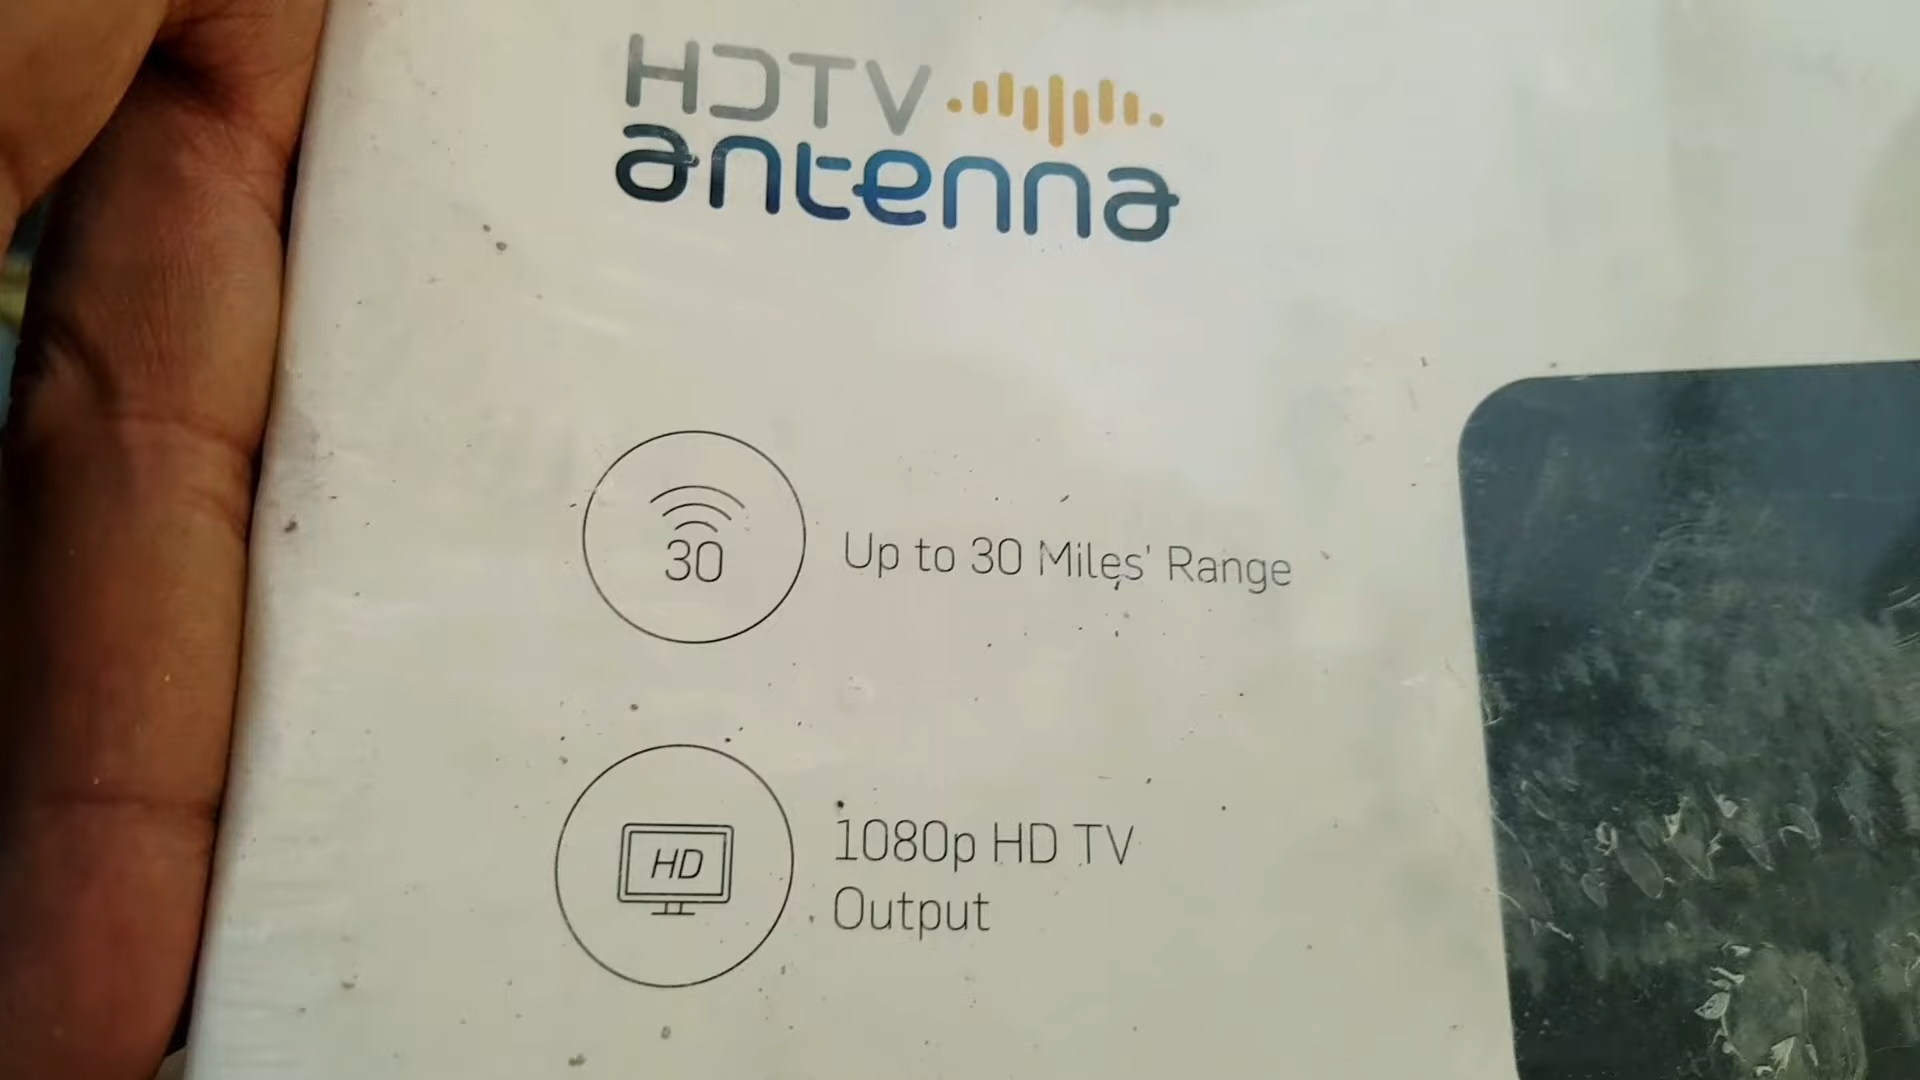 HDTV
antenna
30
Up to 30 Miles' Range
HD
1080p HD TV
Output